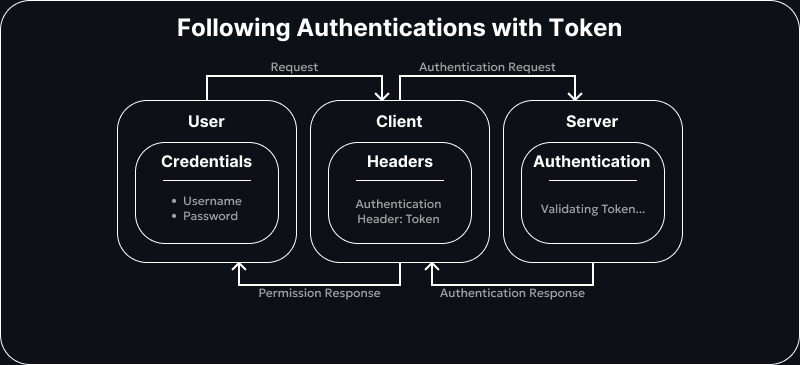 Following Authentications with Token
Request
Authentication Request
User
Client
Server
Credentials
Headers
Authentication
• Username
• Password
Authentication
Header: Token
Validating Token...
Permission Response
Authentication Response